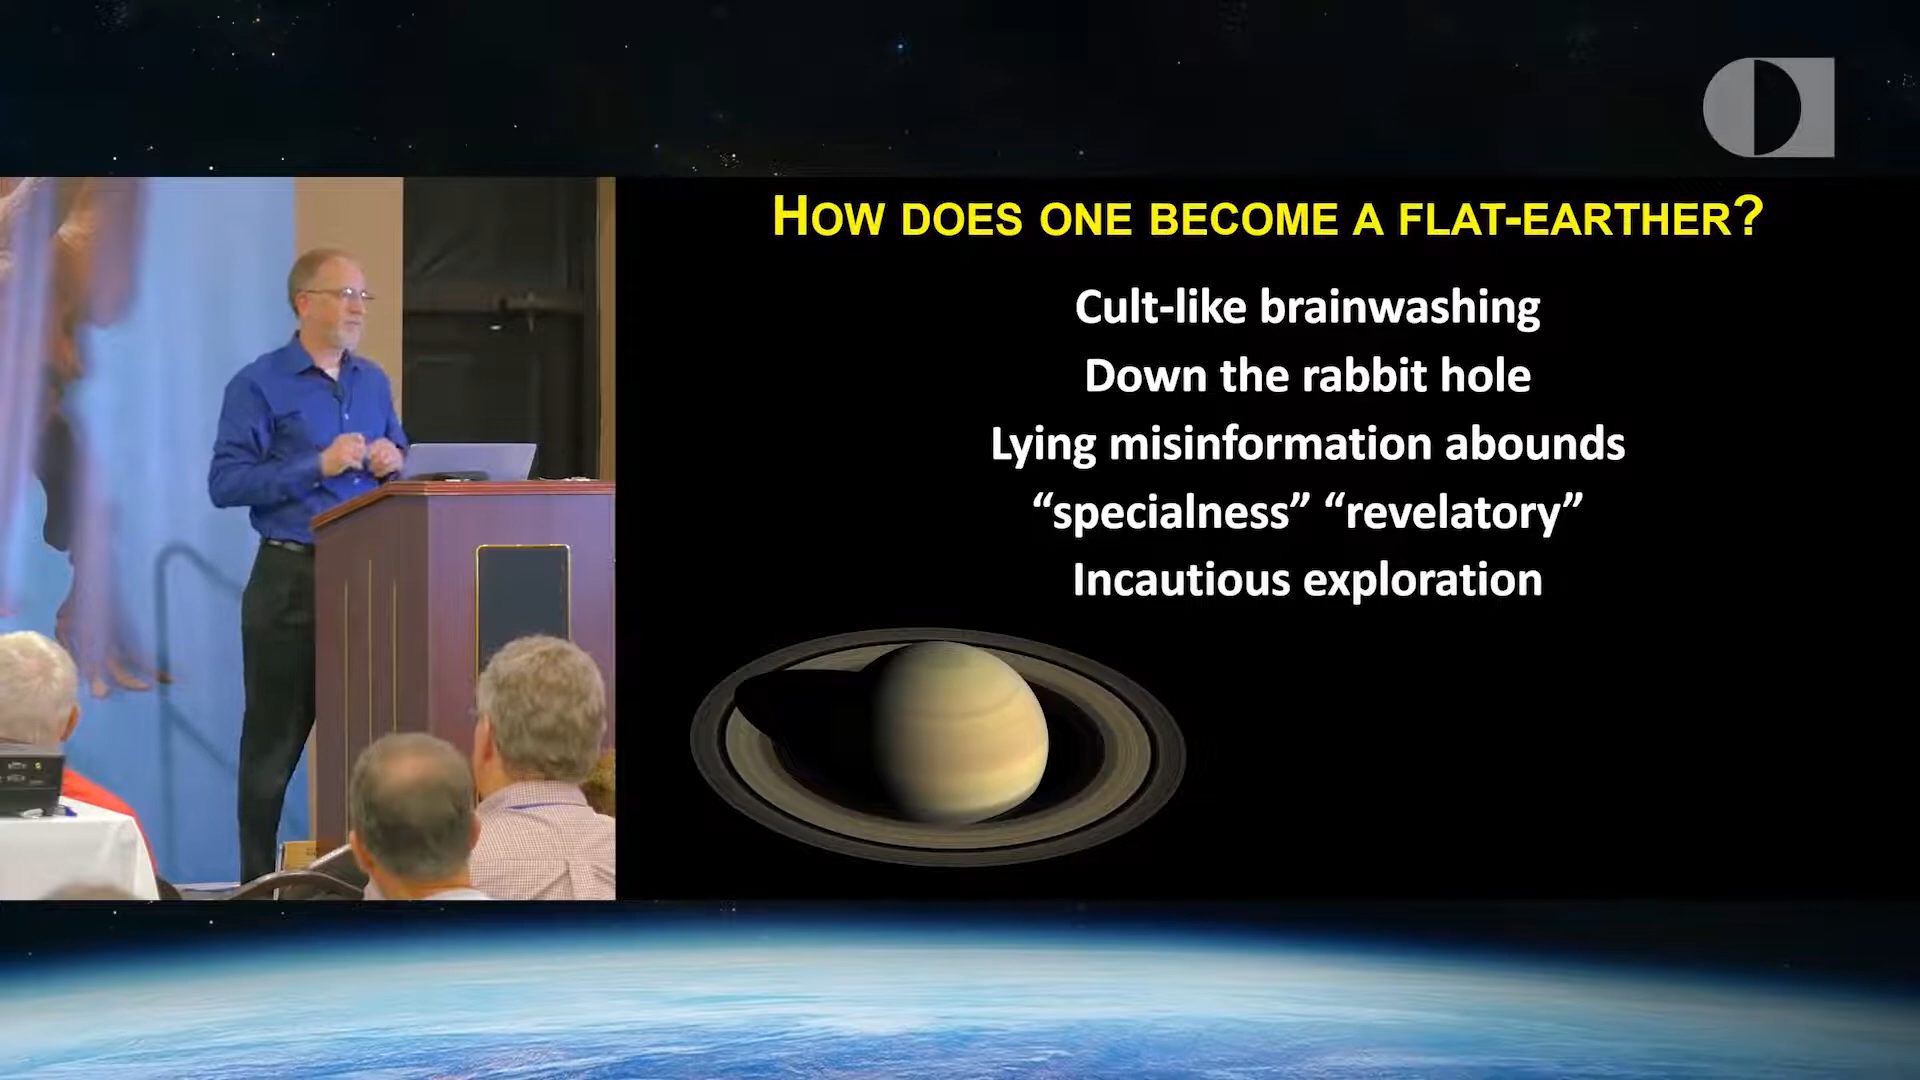 HOW DOES ONE BECOME A FLAT-EARTHER?
Cult-like brainwashing
Down the rabbit hole
Lying misinformation abounds
“specialness” “revelatory”
Incautious exploration